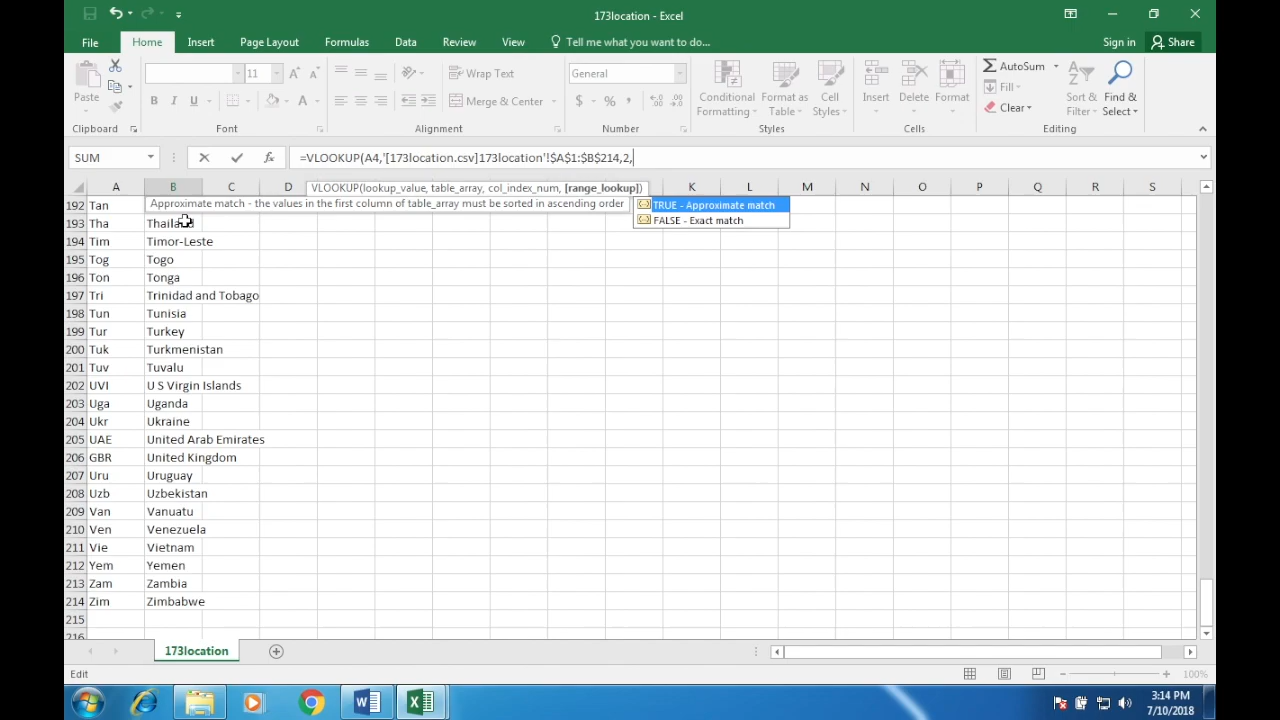 173location - Excel
File Home Insert Page Layout Formulas Data Review View Tell me what you want to do... Sign in Share
Paste
Clipboard
11
B I U
A
Font
Wrap Text
Merge & Center
Alignment
General
$ % ,
Number
Conditional Formatting
Format as Table
Cell Styles
Styles
Insert Delete Format
Cells
AutoSum
Fill
Clear
Sort & Filter
Find & Select
Editing
SUM
fx
=VLOOKUP(A4,'[173location.csv]173location'!$A$1:$B$214,2,
A B C D K L M N O P Q R S
VLOOKUP(lookup_value, table_array, col_index_num, [range_lookup])
Approximate match - the values in the first column of table_array must be sorted in ascending order
TRUE - Approximate match
FALSE - Exact match
192 Tan
193 Tha Thailand
194 Tim Timor-Leste
195 Tog Togo
196 Ton Tonga
197 Tri Trinidad and Tobago
198 Tun Tunisia
199 Tur Turkey
200 Tuk Turkmenistan
201 Tuv Tuvalu
202 UVI U S Virgin Islands
203 Uga Uganda
204 Ukr Ukraine
205 UAE United Arab Emirates
206 GBR United Kingdom
207 Uru Uruguay
208 Uzb Uzbekistan
209 Van Vanuatu
210 Ven Venezuela
211 Vie Vietnam
212 Yem Yemen
213 Zam Zambia
214 Zim Zimbabwe
215
216
173location
Edit
100%
3:14 PM
7/10/2018